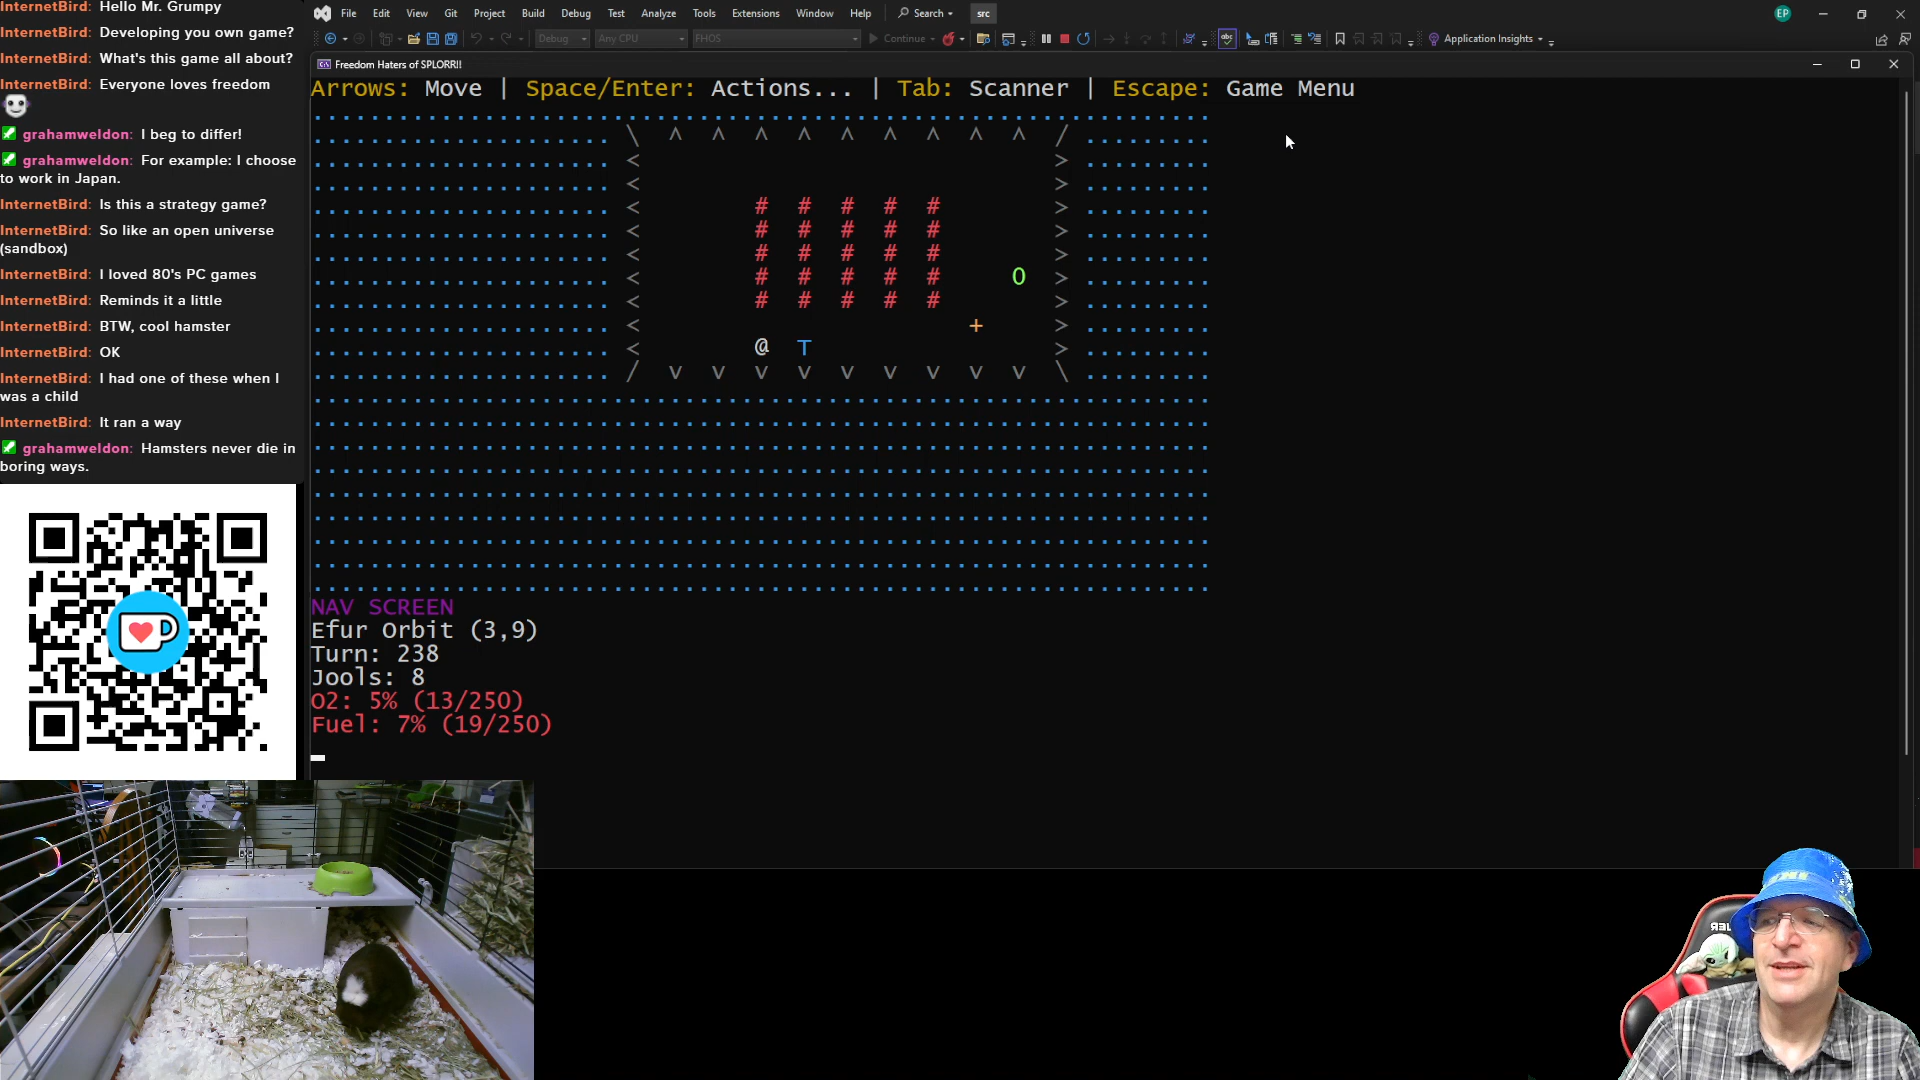 InternetBird: Hello Mr. Grumpy
InternetBird: Developing you own game?
InternetBird: What's this game all about?
InternetBird: Everyone loves freedom
grahamweldon: I beg to differ!
grahamweldon: For example: I choose
to work in Japan.
InternetBird: Is this a strategy game?
InternetBird: So like an open universe
(sandbox)
InternetBird: I loved 80's PC games
InternetBird: Reminds it a little
InternetBird: BTW, cool hamster
InternetBird: OK
InternetBird: I had one of these when I
was a child
InternetBird: It ran a way
grahamweldon: Hamsters never die in
boring ways.
File Edit View Git Project Build Debug Test Analyze Tools Extensions Window Help Search src EP
Debug Any CPU FHOS Continue Application Insights
Freedom Haters of SPLORR!!
Arrows: Move | Space/Enter: Actions... | Tab: Scanner | Escape: Game Menu
\ ^ ^ ^ ^ ^ ^ ^ ^ ^ /
< >
< >
< # # # # # >
< # # # # # >
< # # # # # >
< # # # # # O >
< # # # # # >
< + >
< @ T >
/ v v v v v v v v v \
NAV SCREEN
Efur Orbit (3,9)
Turn: 238
Jools: 8
O2: 5% (13/250)
Fuel: 7% (19/250)